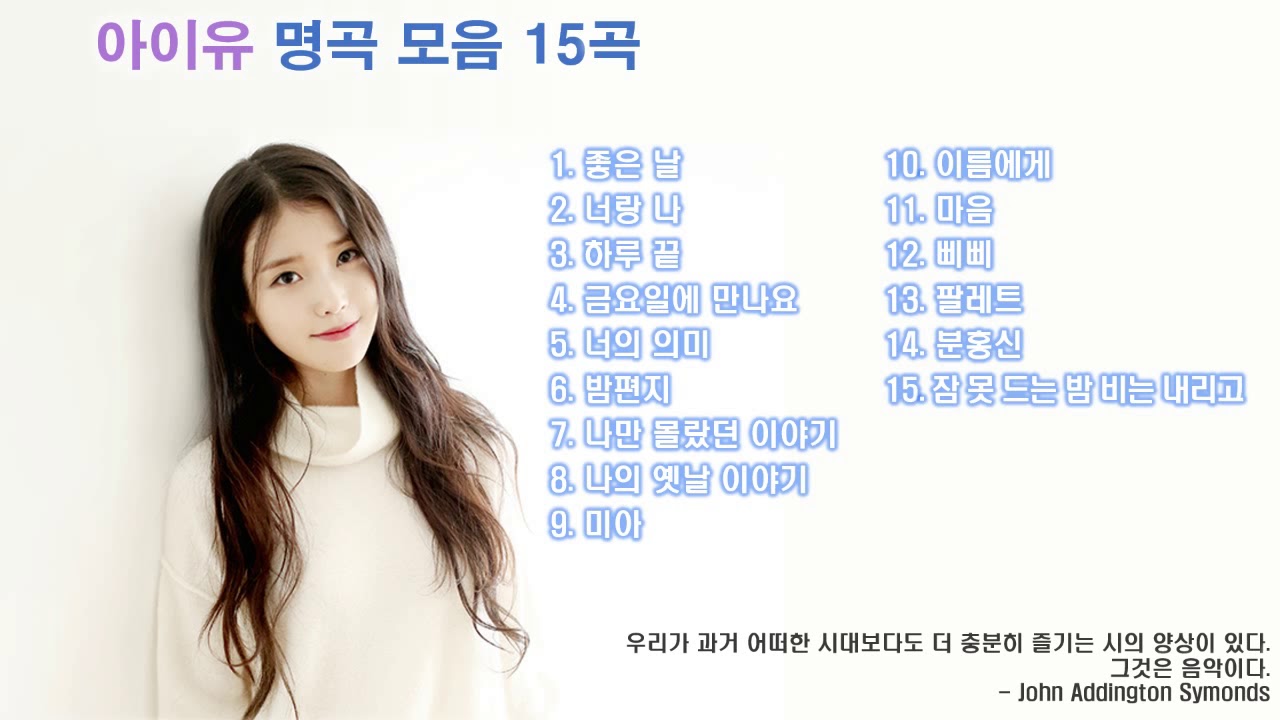 아이유 명곡 모음 15곡
1. 좋은 날
2. 너랑 나
3. 하루 끝
4. 금요일에 만나요
5. 너의 의미
6. 밤편지
7. 나만 몰랐던 이야기
8. 나의 옛날 이야기
9. 미아
10. 이름에게
11. 마음
12. 삐삐
13. 팔레트
14. 분홍신
15. 잠 못 드는 밤 비는 내리고
우리가 과거 어떠한 시대보다도 더 충분히 즐기는 시의 양상이 있다.
그것은 음악이다.
- John Addington Symonds